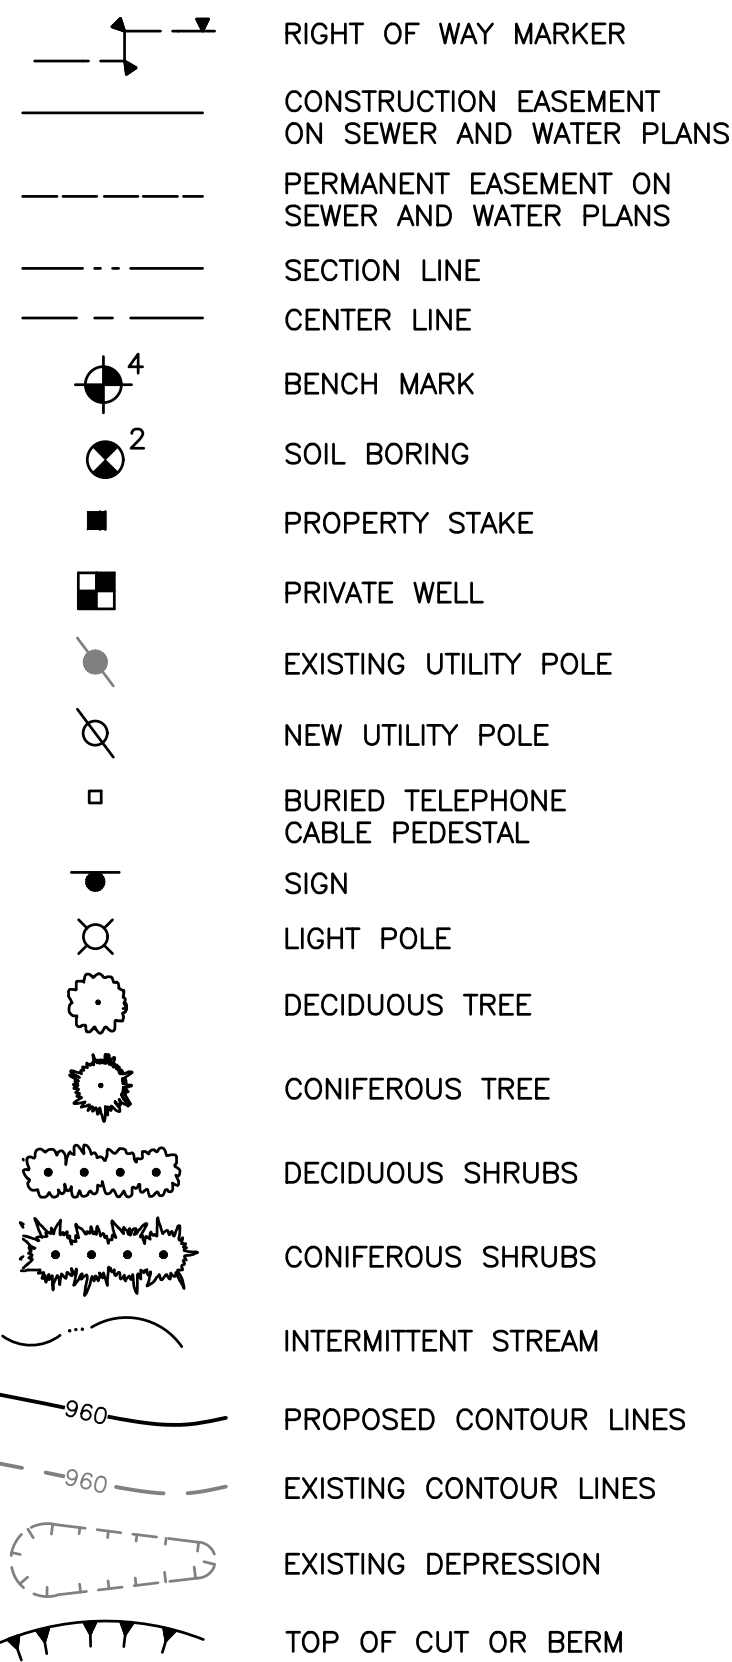 RIGHT OF WAY MARKER
CONSTRUCTION EASEMENT
ON SEWER AND WATER PLANS
PERMANENT EASEMENT ON
SEWER AND WATER PLANS
SECTION LINE
CENTER LINE
4
BENCH MARK
2
SOIL BORING
PROPERTY STAKE
PRIVATE WELL
EXISTING UTILITY POLE
NEW UTILITY POLE
BURIED TELEPHONE
CABLE PEDESTAL
SIGN
LIGHT POLE
DECIDUOUS TREE
CONIFEROUS TREE
DECIDUOUS SHRUBS
CONIFEROUS SHRUBS
INTERMITTENT STREAM
960
PROPOSED CONTOUR LINES
960
EXISTING CONTOUR LINES
EXISTING DEPRESSION
TOP OF CUT OR BERM